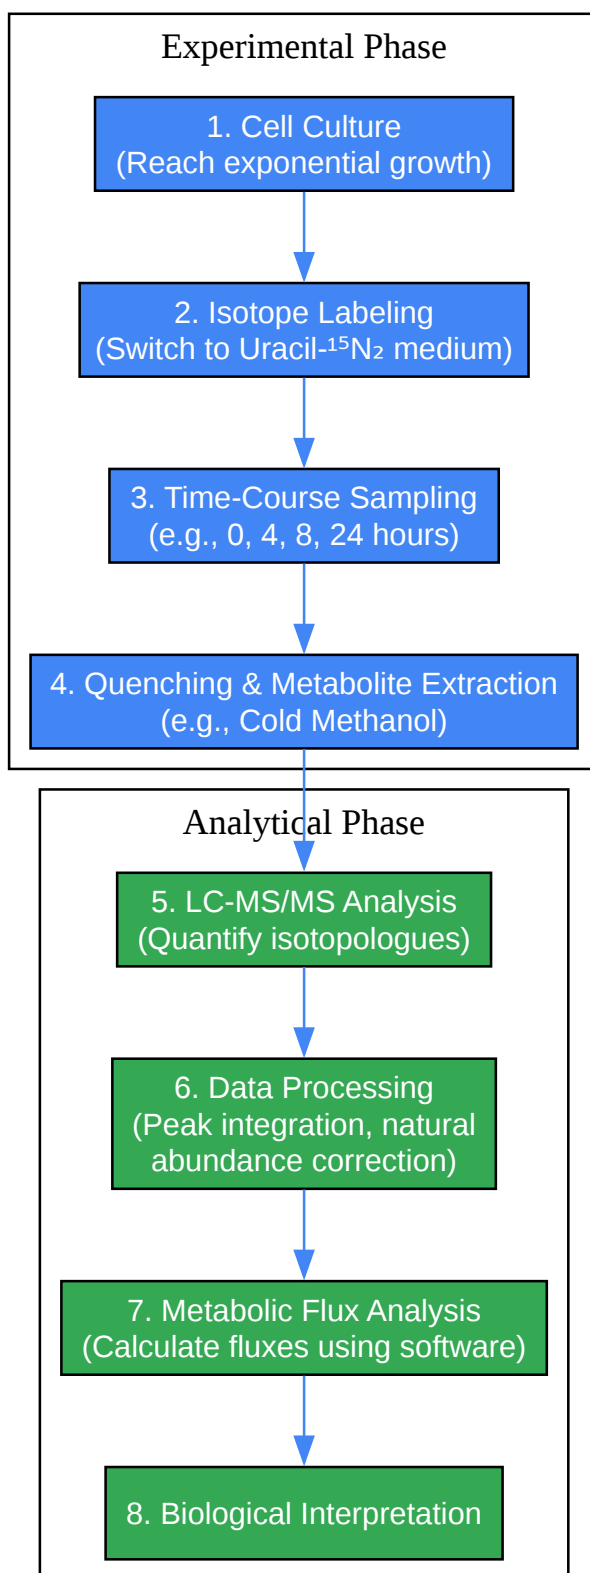 Experimental Phase
1. Cell Culture
(Reach exponential growth)
2. Isotope Labeling
(Switch to Uracil-¹⁵N₂ medium)
3. Time-Course Sampling
(e.g., 0, 4, 8, 24 hours)
4. Quenching & Metabolite Extraction
(e.g., Cold Methanol)
Analytical Phase
5. LC-MS/MS Analysis
(Quantify isotopologues)
6. Data Processing
(Peak integration, natural
abundance correction)
7. Metabolic Flux Analysis
(Calculate fluxes using software)
8. Biological Interpretation